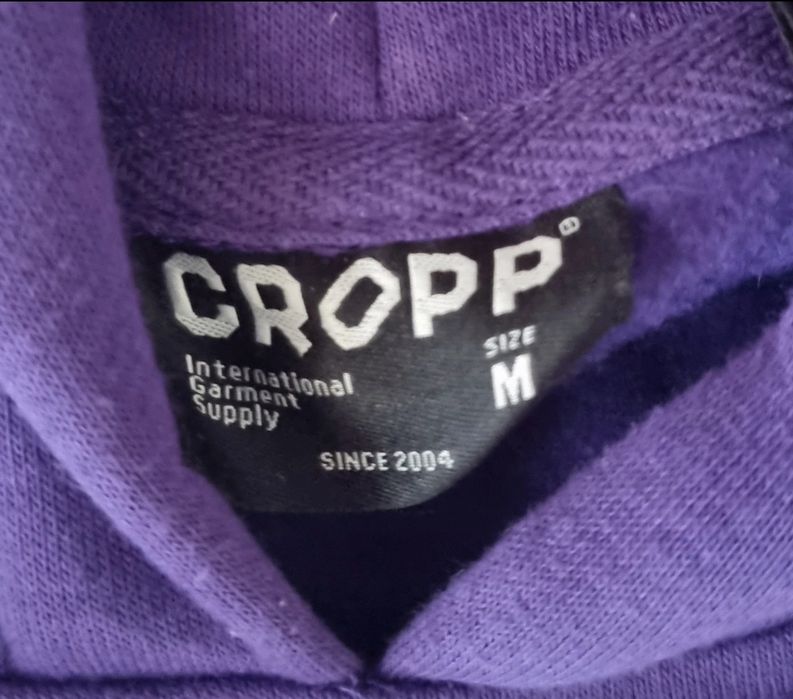 CROPP®
SIZE
M
International
Garment
Supply
SINCE 2004